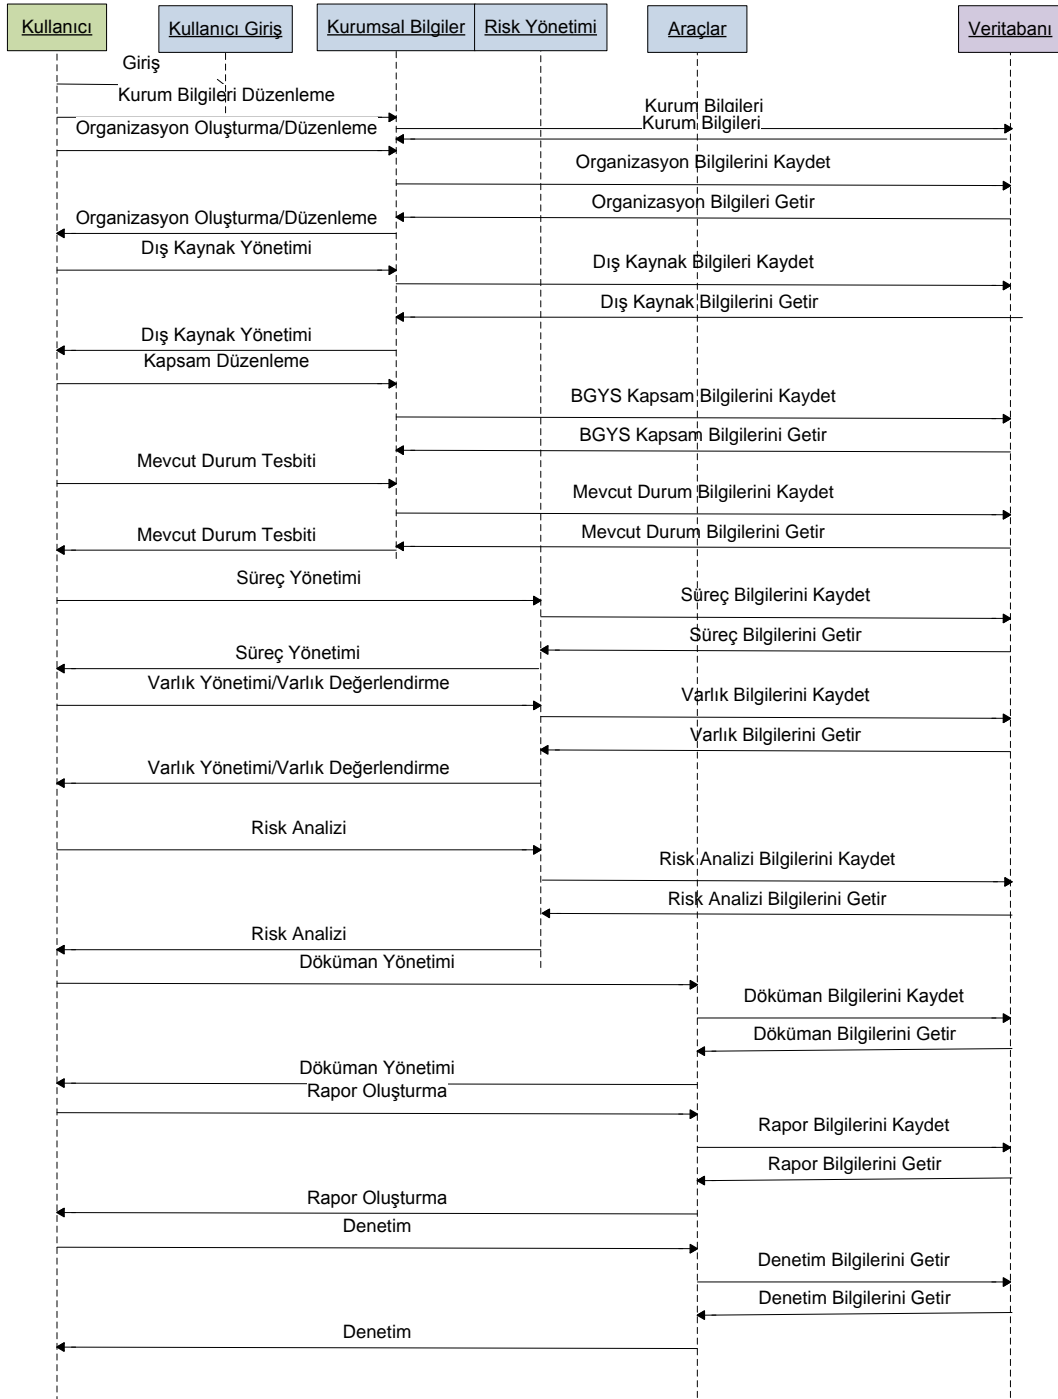 Kullanıcı
Kullanıcı Giriş
Kurumsal Bilgiler
Risk Yönetimi
Araçlar
Veritabanı
Giriş
Kurum Bilgileri Düzenleme
Kurum Bilgileri
Kurum Bilgileri
Organizasyon Oluşturma/Düzenleme
Organizasyon Bilgilerini Kaydet
Organizasyon Bilgileri Getir
Organizasyon Oluşturma/Düzenleme
Dış Kaynak Yönetimi
Dış Kaynak Bilgileri Kaydet
Dış Kaynak Bilgilerini Getir
Dış Kaynak Yönetimi
Kapsam Düzenleme
BGYS Kapsam Bilgilerini Kaydet
BGYS Kapsam Bilgilerini Getir
Mevcut Durum Tesbiti
Mevcut Durum Bilgilerini Kaydet
Mevcut Durum Bilgilerini Getir
Mevcut Durum Tesbiti
Süreç Yönetimi
Süreç Bilgilerini Kaydet
Süreç Bilgilerini Getir
Süreç Yönetimi
Varlık Yönetimi/Varlık Değerlendirme
Varlık Bilgilerini Kaydet
Varlık Bilgilerini Getir
Varlık Yönetimi/Varlık Değerlendirme
Risk Analizi
Risk Analizi Bilgilerini Kaydet
Risk Analizi Bilgilerini Getir
Risk Analizi
Döküman Yönetimi
Döküman Bilgilerini Kaydet
Döküman Bilgilerini Getir
Döküman Yönetimi
Rapor Oluşturma
Rapor Bilgilerini Kaydet
Rapor Bilgilerini Getir
Rapor Oluşturma
Denetim
Denetim Bilgilerini Getir
Denetim Bilgilerini Getir
Denetim